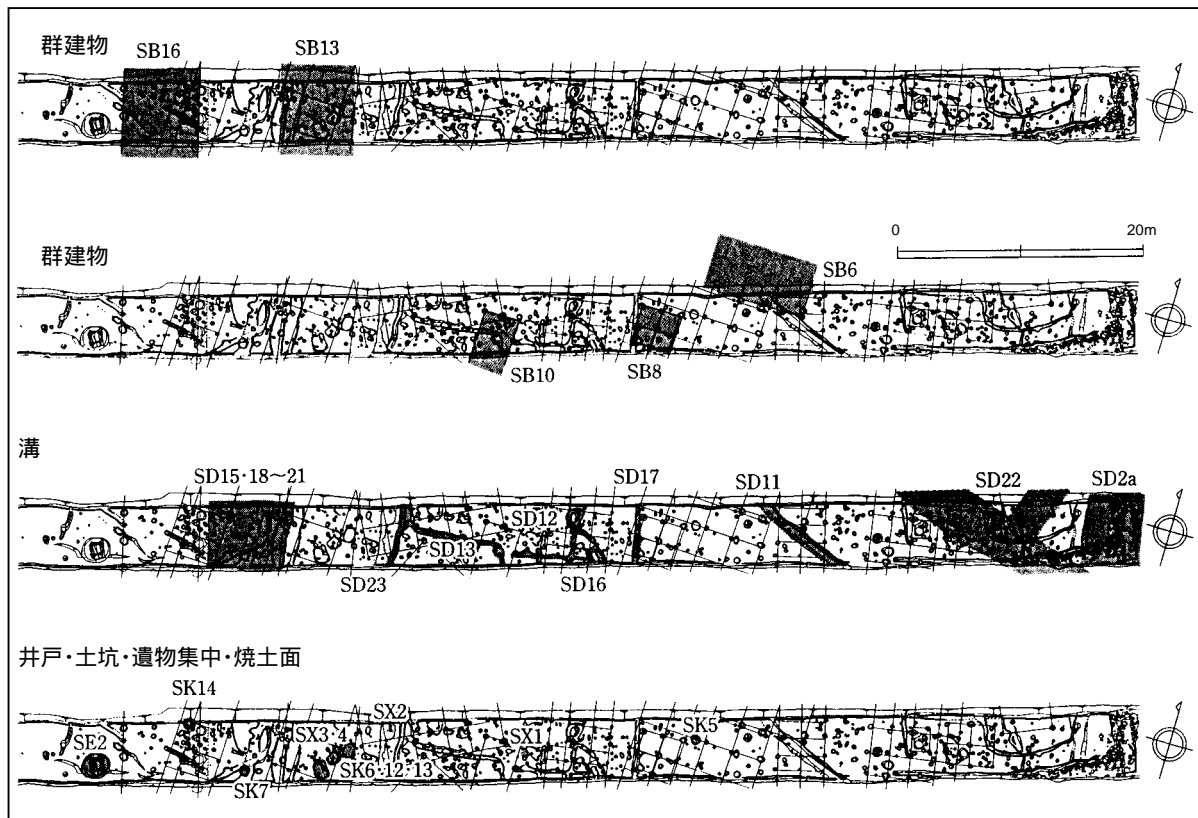 群建物
SB16
SB13
群建物
0
20m
SB6
SB10
SB8
溝
SD15·18～21
SD17
SD11
SD22
SD2a
SD12
SD13
SD23
SD16
井戸·土坑·遺物集中·焼土面
SK14
SX2
SE2
SX3·4
SX1
SK5
SK6·12·13
SK7